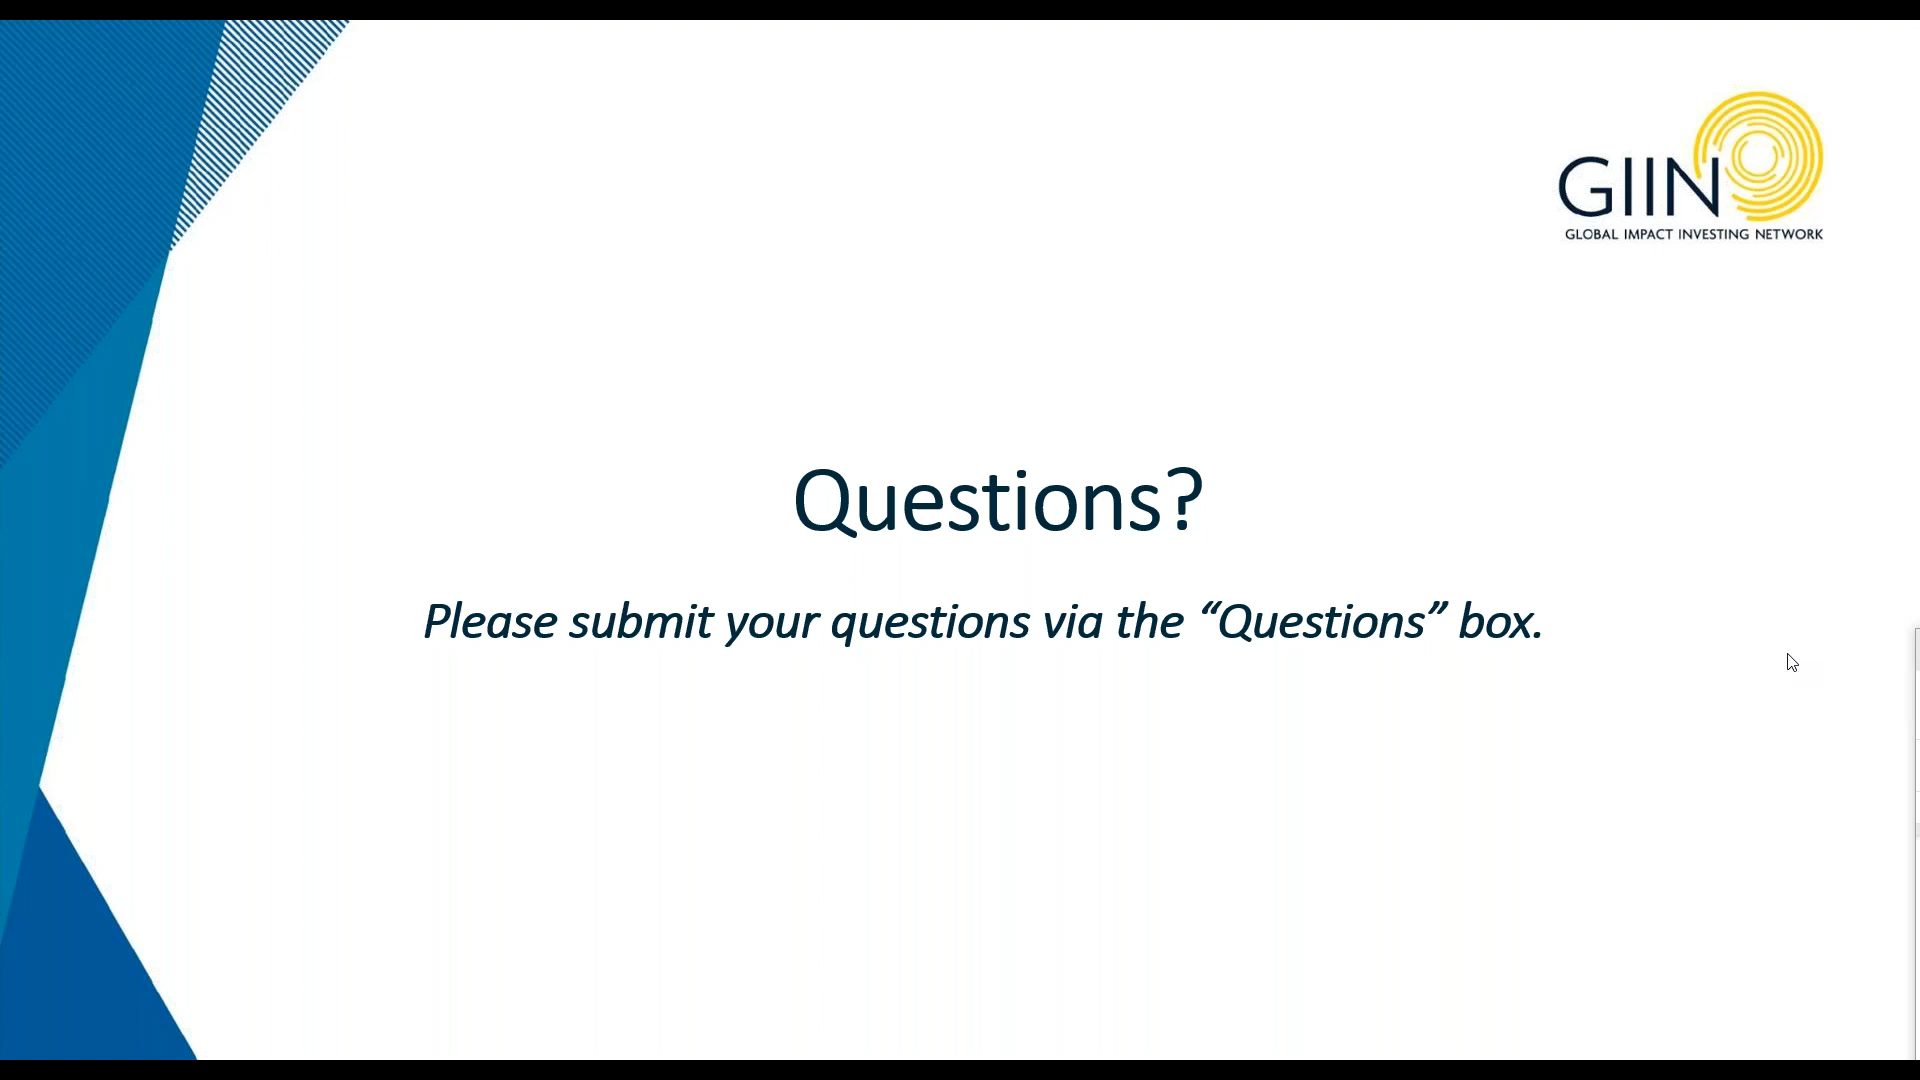 GIIN
GLOBAL IMPACT INVESTING NETWORK
Questions?
Please submit your questions via the “Questions” box.